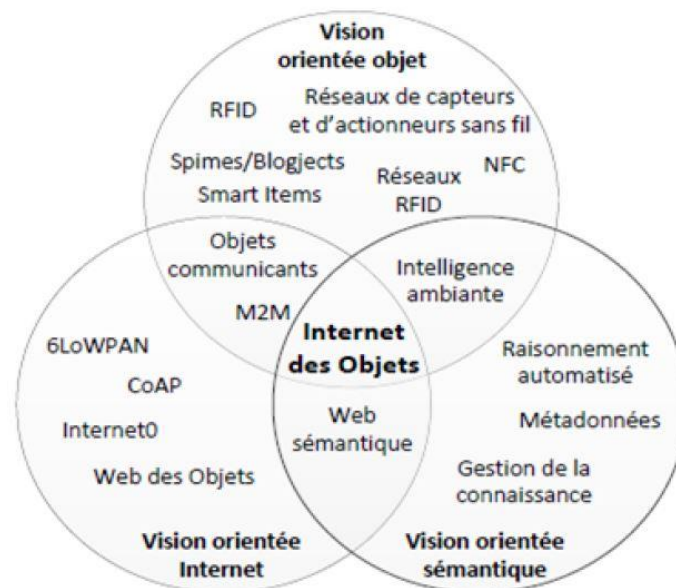 Vision
orientée objet
RFID
Réseaux de capteurs
et d'actionneurs sans fil
Spimes/Blogjects
Smart Items
Réseaux
RFID
NFC
Objets
communicants
M2M
Intelligence
ambiante
Internet
des Objets
6LoWPAN
CoAP
Internet0
Web des Objets
Web
sémantique
Raisonnement
automatisé
Métadonnées
Gestion de la
connaissance
Vision orientée
Internet
Vision orientée
sémantique